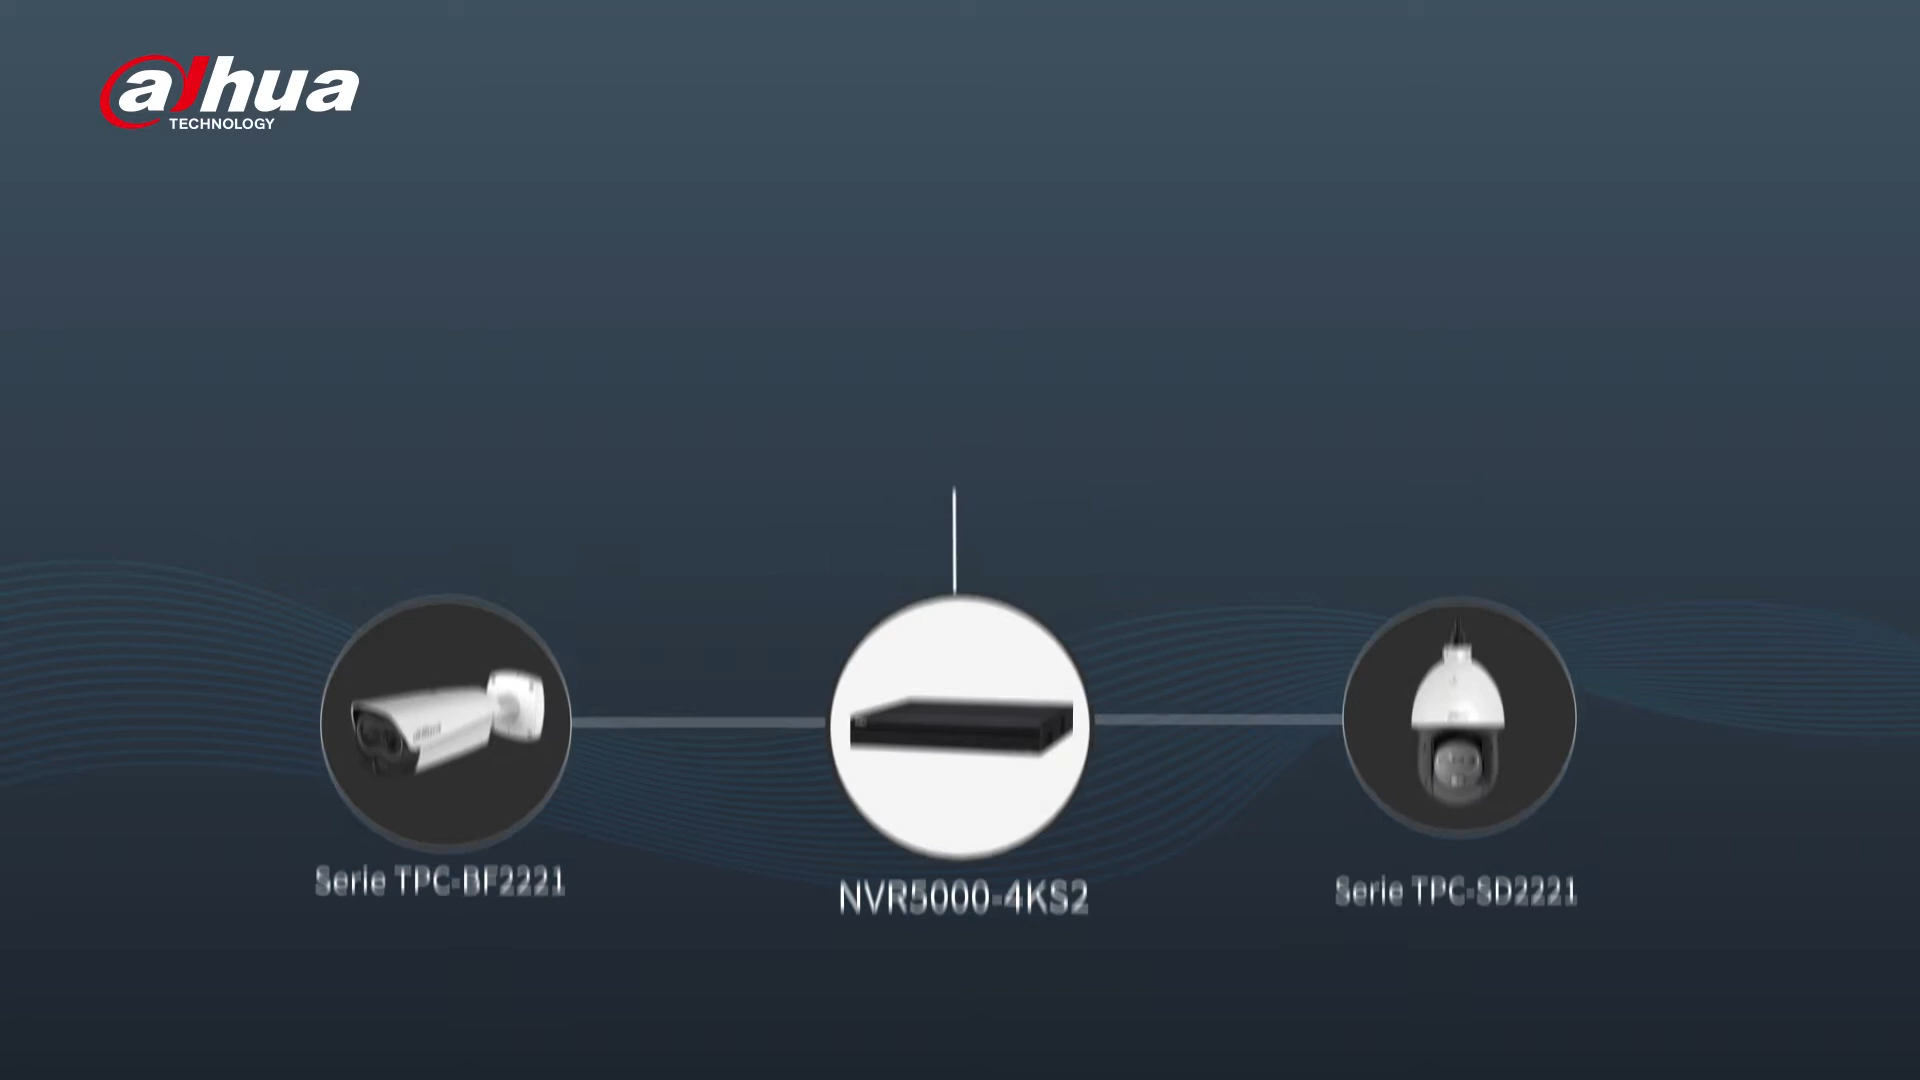 alhua
TECHNOLOGY
Serie TPC-BF2221
NVR5000-4KS2
Serie TPC-SD2221